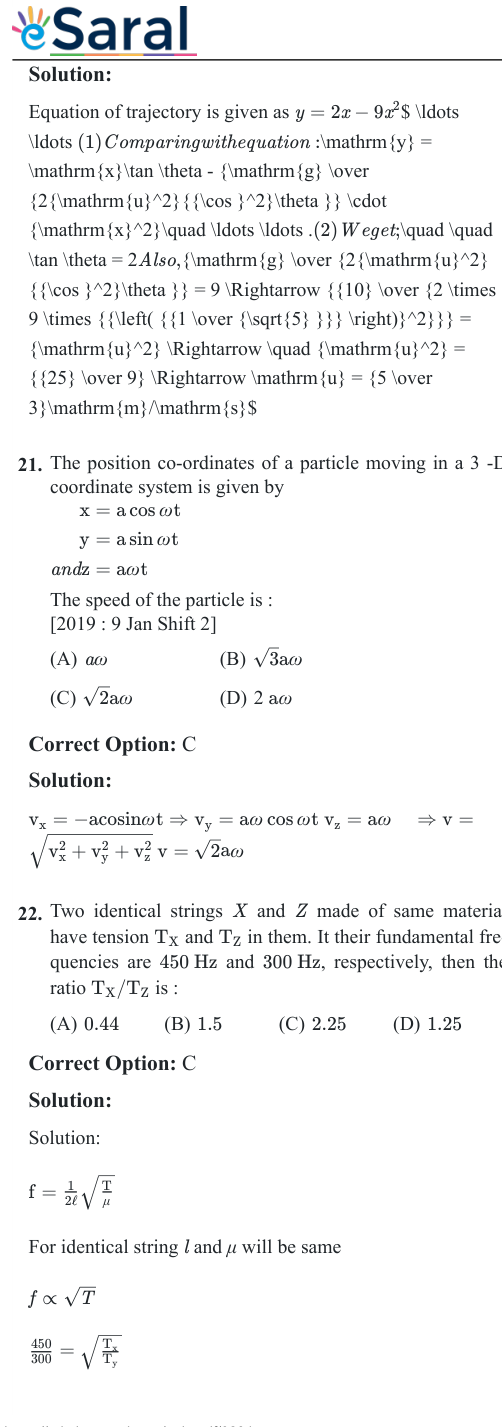 eSaral
Solution:
Equation of trajectory is given as y = 2x − 9x²$ \ldots
\ldots (1)Comparingwithequation:\mathrm{y} =
\mathrm{x}\tan \theta - {\mathrm{g} \over
{2{\mathrm{u}^2}{{\cos }^2}\theta }} \cdot
{\mathrm{x}^2}\quad \ldots \ldots .(2)Weget;\quad \quad
\tan \theta = 2Also,{\mathrm{g} \over {2{\mathrm{u}^2}
{{\cos }^2}\theta }} = 9 \Rightarrow {{10} \over {2 \times
9 \times {{\left( {{1 \over {\sqrt{5} }}} \right)}^2}}} =
{\mathrm{u}^2} \Rightarrow \quad {\mathrm{u}^2} =
{{25} \over 9} \Rightarrow \mathrm{u} = {5 \over
3}\mathrm{m}/\mathrm{s}$
21. The position co-ordinates of a particle moving in a 3 -D
coordinate system is given by
x = a cos ωt
y = a sin ωt
andz = aωt
The speed of the particle is :
[2019 : 9 Jan Shift 2]
(A) aω (B) √3aω
(C) √2aω (D) 2 aω
Correct Option: C
Solution:
vₓ = −acosinωt ⇒ v_y = aω cos ωt v_z = aω ⇒ v =
√(vₓ² + v_y² + v_z²) v = √2aω
22. Two identical strings X and Z made of same materia
have tension T_X and T_Z in them. It their fundamental fre
quencies are 450 Hz and 300 Hz, respectively, then the
ratio T_X/T_Z is :
(A) 0.44 (B) 1.5 (C) 2.25 (D) 1.25
Correct Option: C
Solution:
Solution:
f = 1/2ℓ √(T/μ)
For identical string l and μ will be same
f ∝ √T
450/300 = √(Tₓ/T_y)